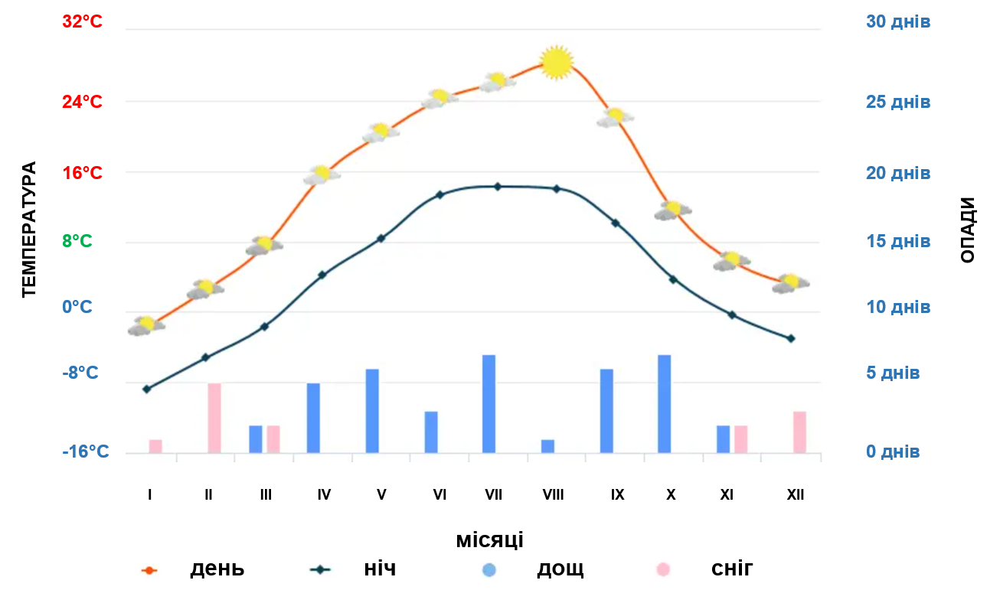 32°C 30 днів
24°C 25 днів
16°C 20 днів
8°C 15 днів
0°C 10 днів
-8°C 5 днів
-16°C 0 днів
ТЕМПЕРАТУРА
ОПАДИ
I II III IV V VI VII VIII IX X XI XII
місяці
день ніч дощ сніг